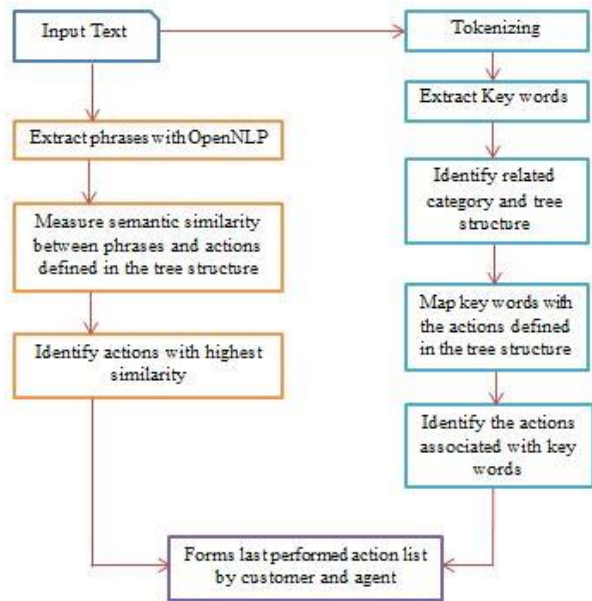 Input Text
Tokenizing
Extract Key words
Extract phrases with OpenNLP
Identify related
category and tree
structure
Measure semantic similarity
between phrases and actions
defined in the tree structure
Map key words with
the actions defined
in the tree structure
Identify actions with highest
similarity
Identify the actions
associated with key
words
Forms last performed action list
by customer and agent